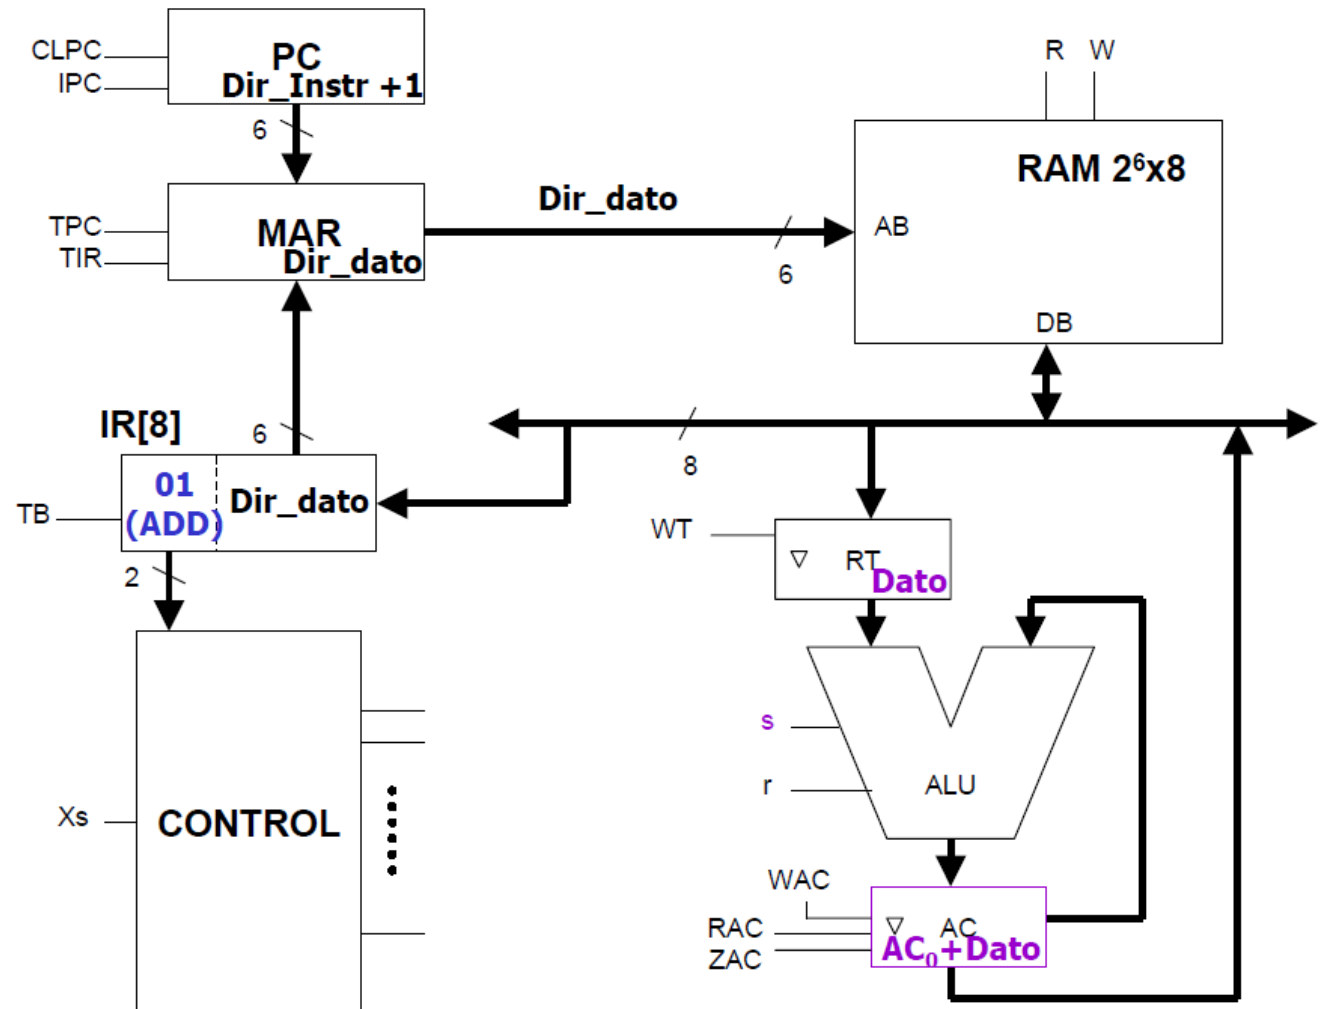 CLPC
IPC
PC
Dir_Instr +1
6
TPC
TIR
MAR
Dir_dato
Dir_dato
6
R W
RAM 2⁶x8
AB
DB
IR[8]
6
8
TB
01
(ADD)
Dir_dato
2
WT
RT
Dato
Xs
CONTROL
s
r
ALU
WAC
RAC
ZAC
AC
AC₀+Dato